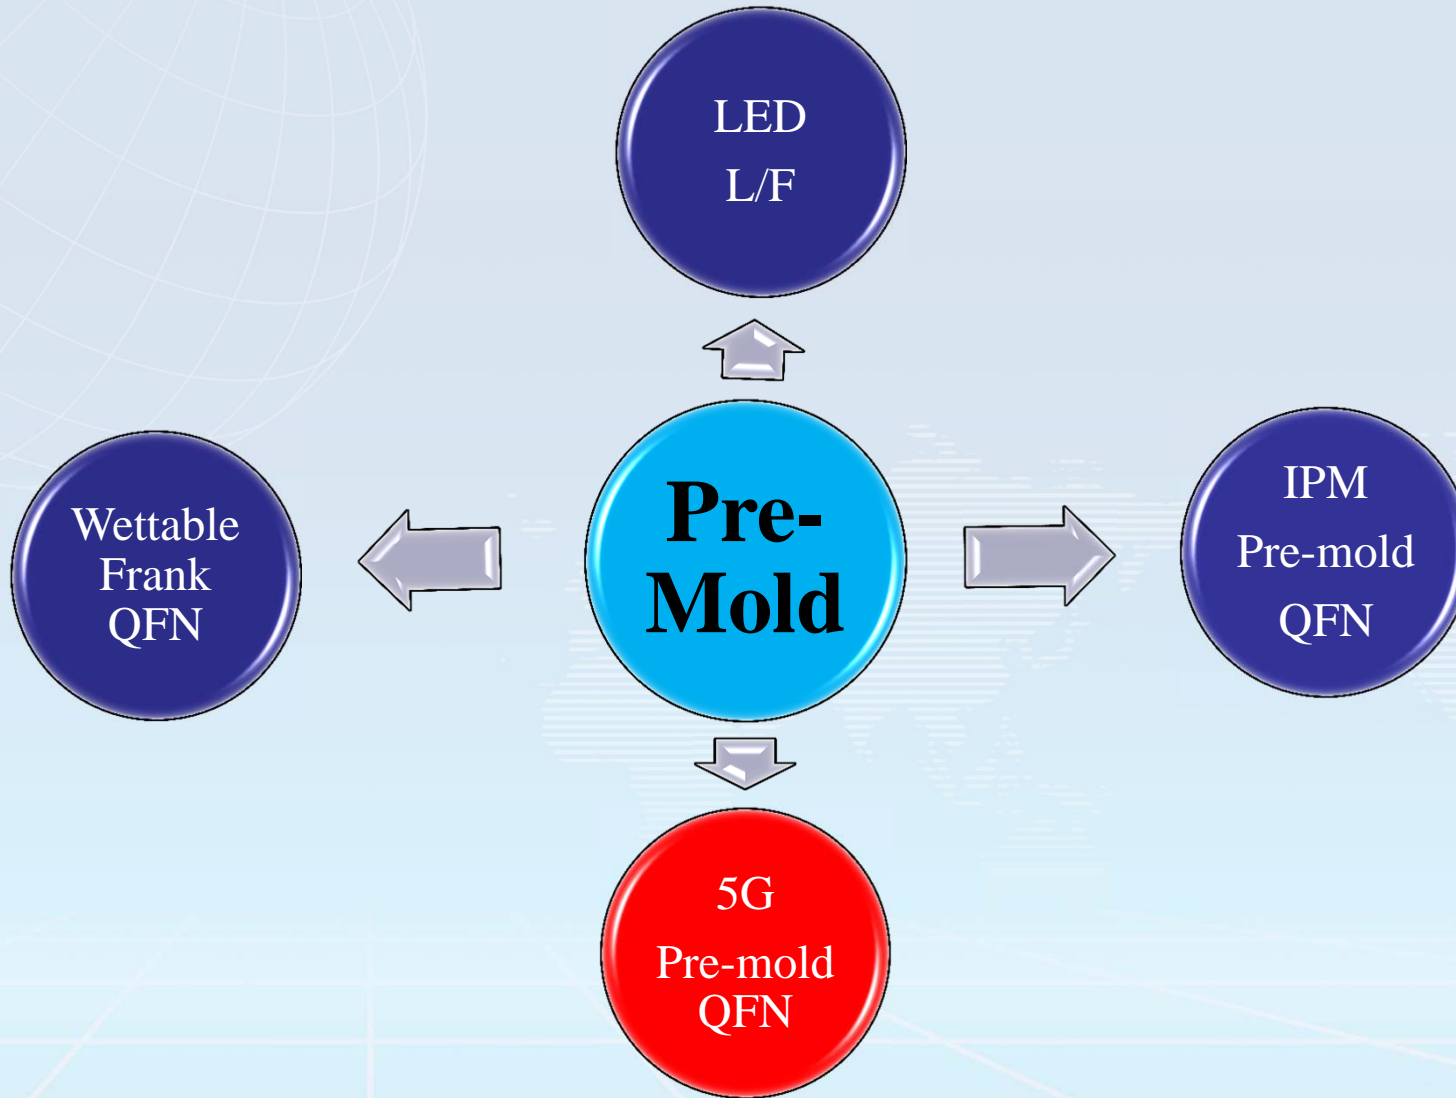 LED
L/F
Pre-
Mold
Wettable
Frank
QFN
IPM
Pre-mold
QFN
5G
Pre-mold
QFN